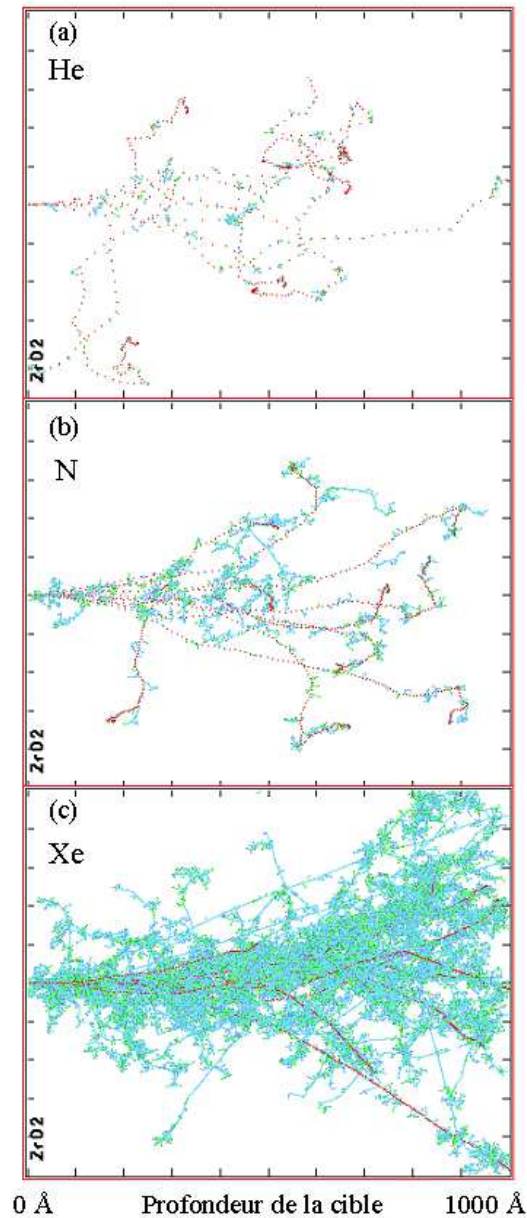 (a)
He
ZrO2
(b)
N
ZrO2
(c)
Xe
ZrO2
0 Å Profondeur de la cible 1000 Å